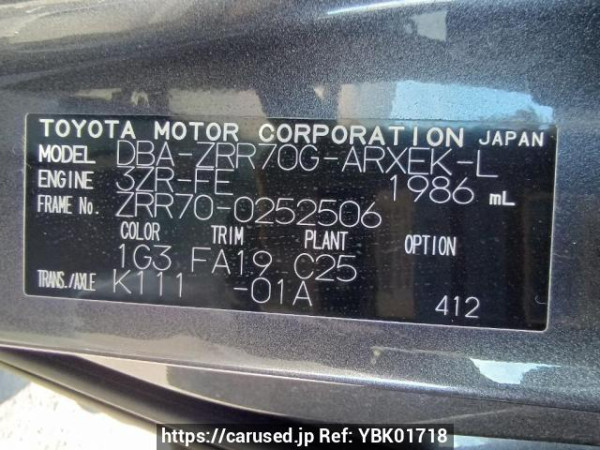 TOYOTA MOTOR CORPORATION JAPAN
MODEL DBA-ZRR70G-ARXEK-L
ENGINE 3ZR-FE 1986 mL
FRAME No. ZRR70-0252506
COLOR TRIM PLANT OPTION
1G3 FA19 C25
TRANS./AXLE K111 -01A
412
https://carused.jp Ref: YBK01718